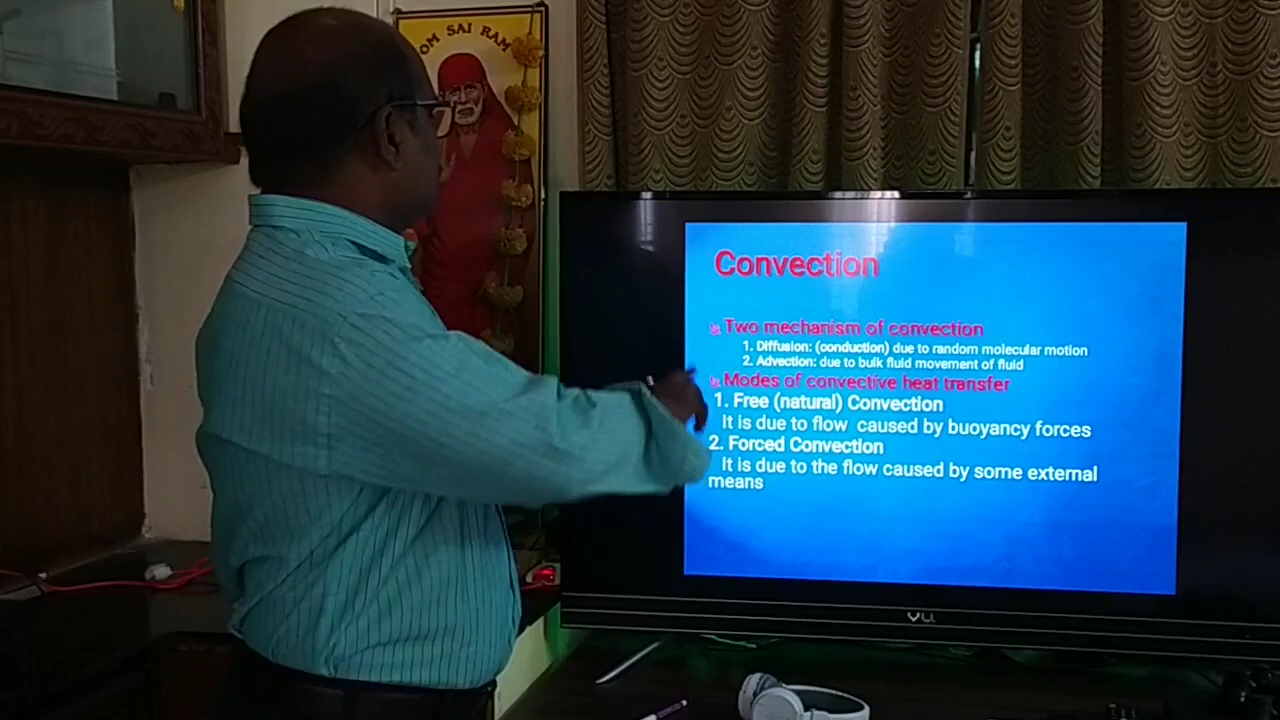 OM SAI RAM
Convection
Two mechanism of convection
1. Diffusion: (conduction) due to random molecular motion
2. Advection: due to bulk fluid movement of fluid
Modes of convective heat transfer
1. Free (natural) Convection
It is due to flow caused by buoyancy forces
2. Forced Convection
It is due to the flow caused by some external
means
VU